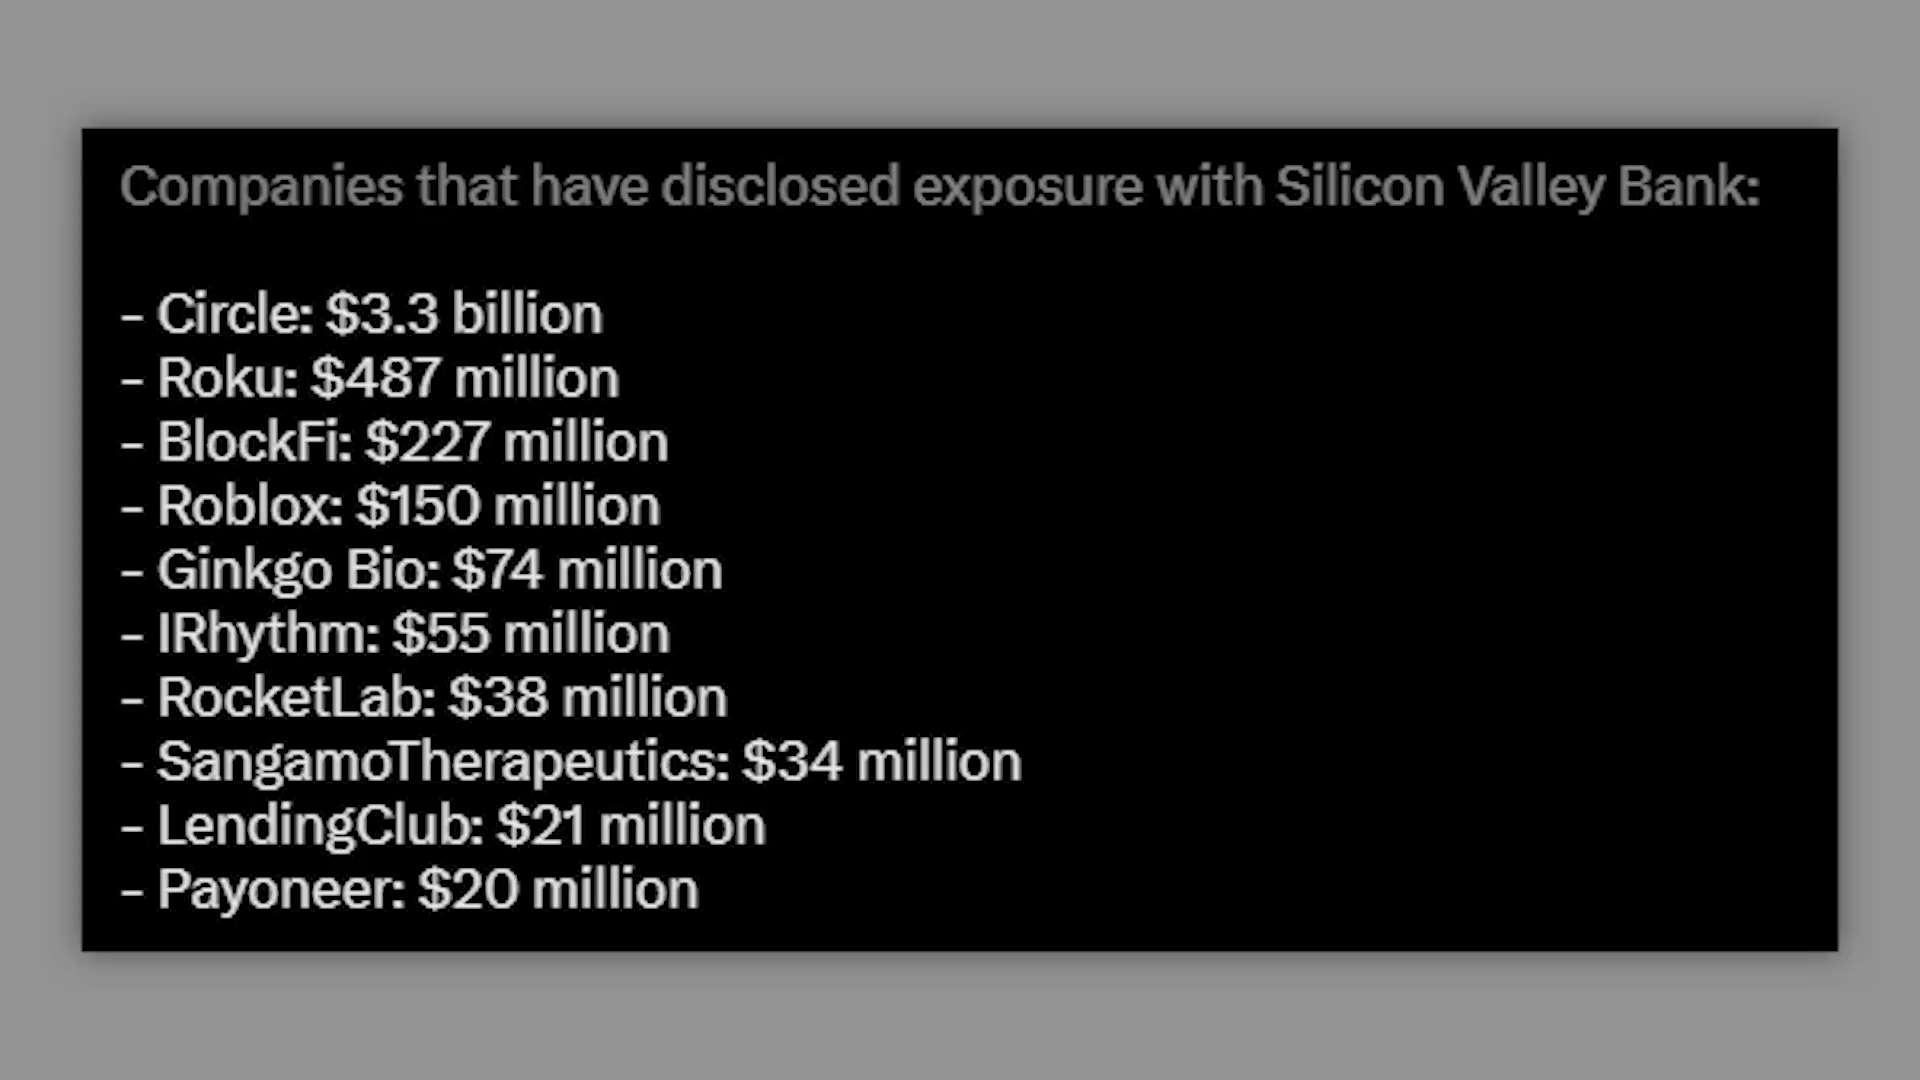 Companies that have disclosed exposure with Silicon Valley Bank:
– Circle: $3.3 billion
– Roku: $487 million
– BlockFi: $227 million
– Roblox: $150 million
– Ginkgo Bio: $74 million
– IRhythm: $55 million
– RocketLab: $38 million
– SangamoTherapeutics: $34 million
– LendingClub: $21 million
– Payoneer: $20 million